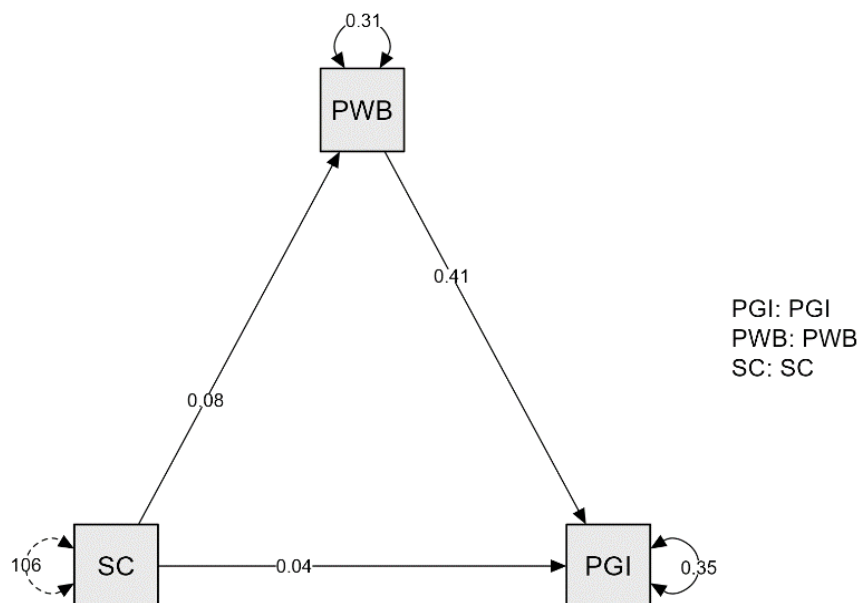 0.31
PWB
0.41
PGI: PGI
PWB: PWB
SC: SC
0.08
106
SC
0.04
PGI
0.35